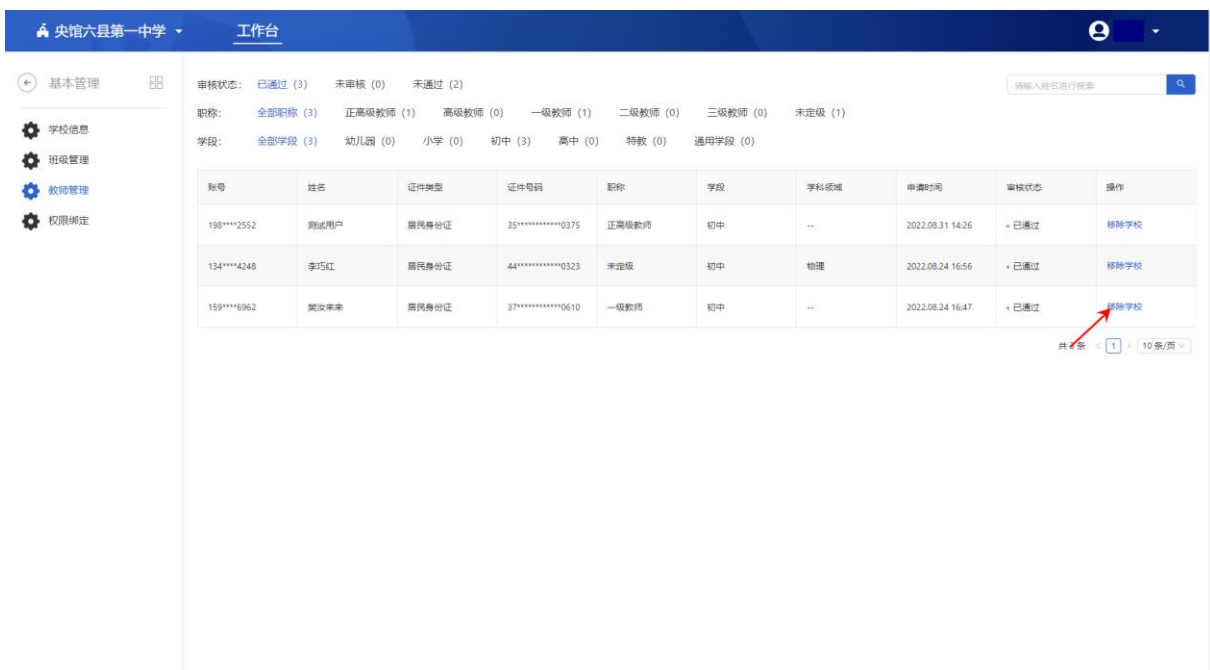 央馆六县第一中学 工作台
基本管理
学校信息
班级管理
教师管理
权限绑定
审核状态: 已通过 (3) 未审核 (0) 未通过 (2)
请输入姓名进行搜索
职称: 全部职称 (3) 正高级教师 (1) 高级教师 (0) 一级教师 (1) 二级教师 (0) 三级教师 (0) 未定级 (1)
学段: 全部学段 (3) 幼儿园 (0) 小学 (0) 初中 (3) 高中 (0) 特教 (0) 通用学段 (0)
账号 姓名 证件类型 证件号码 职称 学段 学科领域 申请时间 审核状态 操作
198****2552 测试用户 居民身份证 35************0375 正高级教师 初中 -- 2022.08.31 14:26 已通过 移除学校
134****4248 李巧红 居民身份证 44************0323 未定级 初中 物理 2022.08.24 16:56 已通过 移除学校
159****6962 樊汝来来 居民身份证 37************0610 一级教师 初中 -- 2022.08.24 16:47 已通过 移除学校
共 3 条 < 1 > 10 条/页